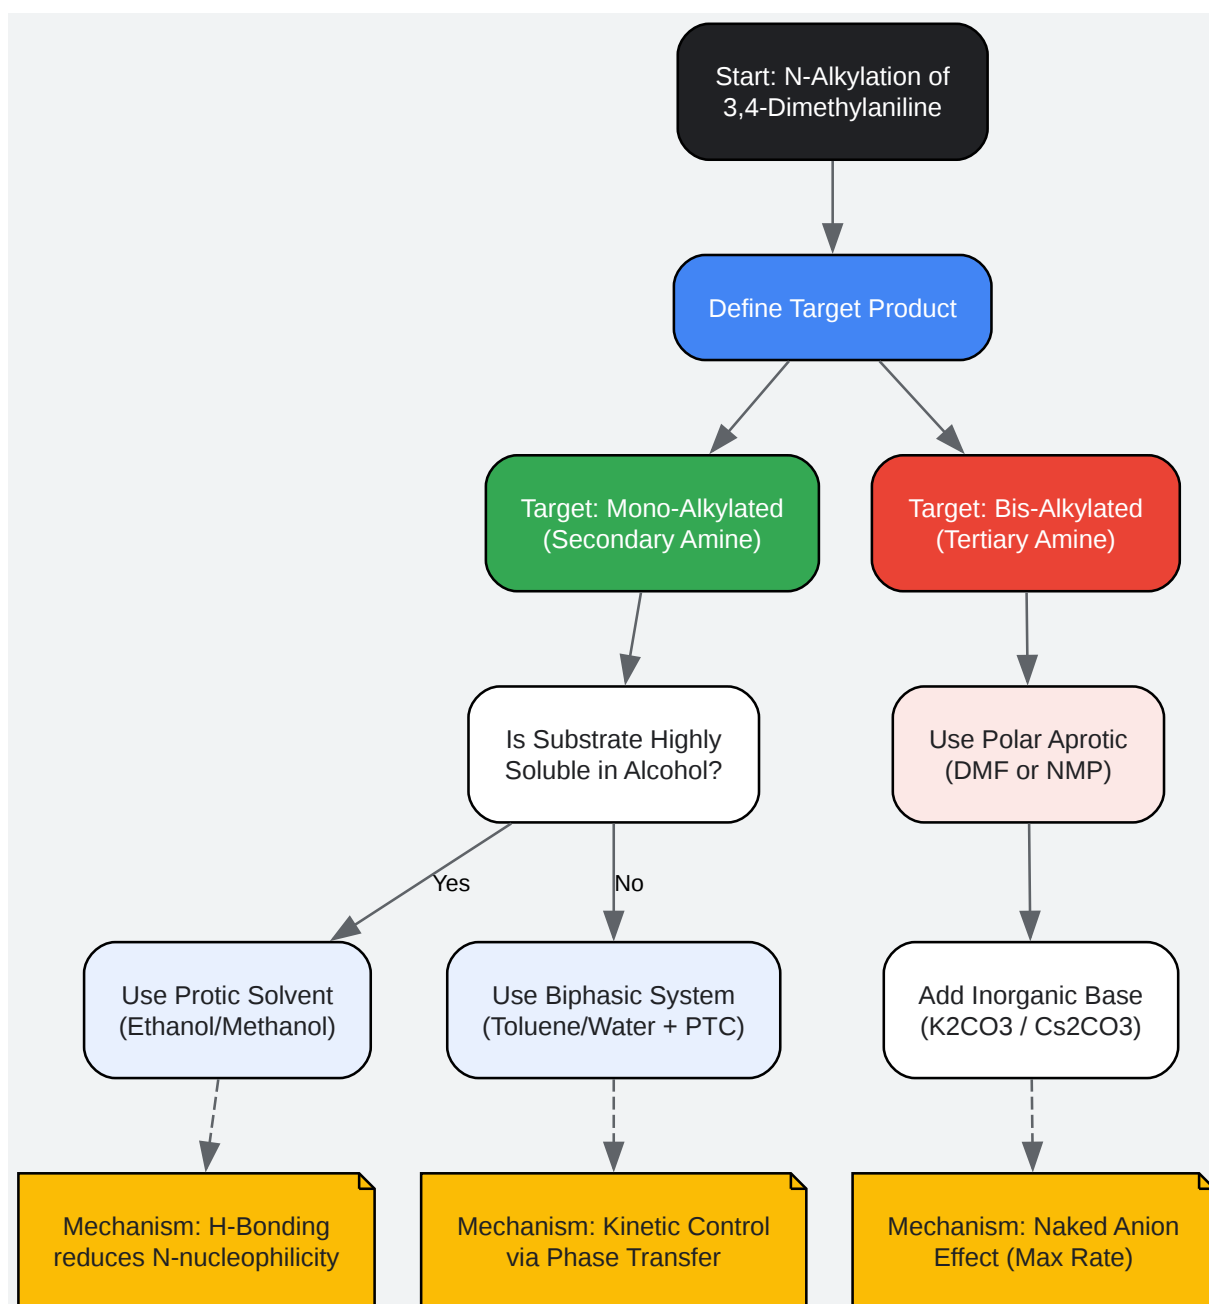 Start: N-Alkylation of
3,4-Dimethylaniline
Define Target Product
Target: Mono-Alkylated
(Secondary Amine)
Target: Bis-Alkylated
(Tertiary Amine)
Is Substrate Highly
Soluble in Alcohol?
Use Polar Aprotic
(DMF or NMP)
Yes
No
Use Protic Solvent
(Ethanol/Methanol)
Use Biphasic System
(Toluene/Water + PTC)
Add Inorganic Base
(K2CO3 / Cs2CO3)
Mechanism: H-Bonding
reduces N-nucleophilicity
Mechanism: Kinetic Control
via Phase Transfer
Mechanism: Naked Anion
Effect (Max Rate)